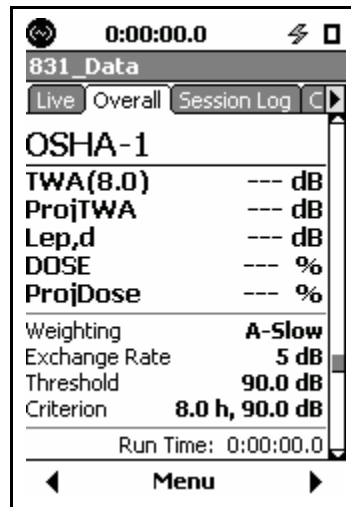 0:00:00.0
831_Data
Live Overall Session Log C
OSHA-1
TWA(8.0) --- dB
ProjTWA --- dB
Lep,d --- dB
DOSE --- %
ProjDose --- %
Weighting A-Slow
Exchange Rate 5 dB
Threshold 90.0 dB
Criterion 8.0 h, 90.0 dB
Run Time: 0:00:00.0
Menu